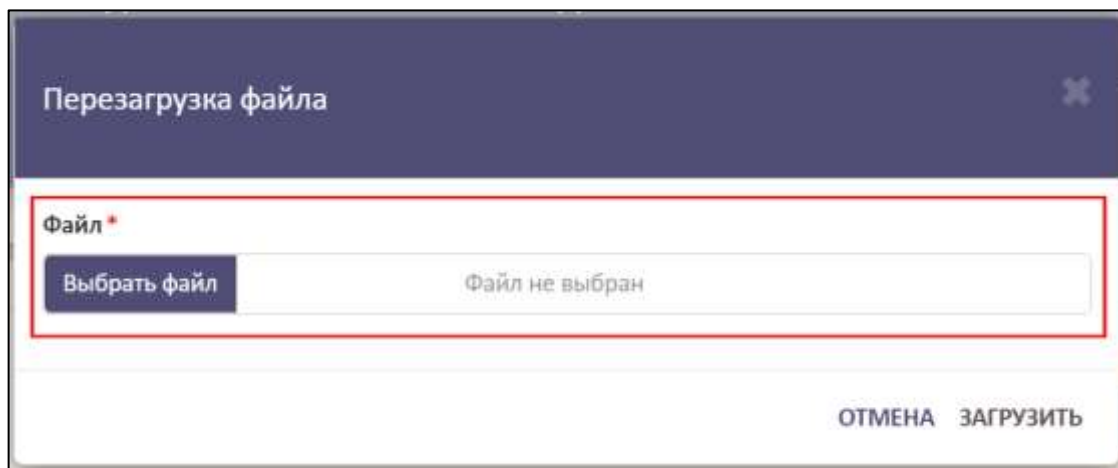 Перезагрузка файла
Файл *
Выбрать файл Файл не выбран
ОТМЕНА ЗАГРУЗИТЬ